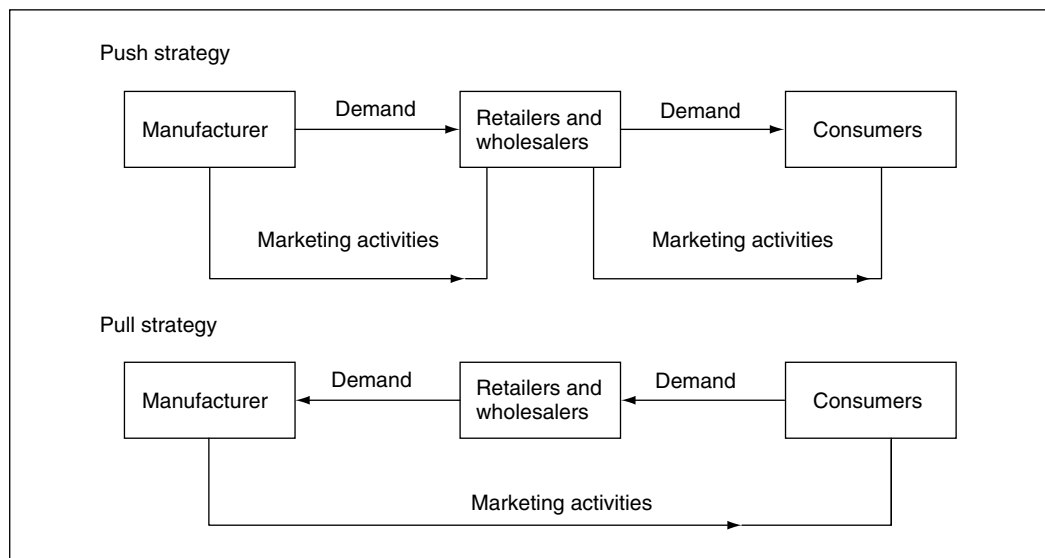 Push strategy
Manufacturer
Demand
Retailers and
wholesalers
Demand
Consumers
Marketing activities
Marketing activities
Pull strategy
Manufacturer
Demand
Retailers and
wholesalers
Demand
Consumers
Marketing activities